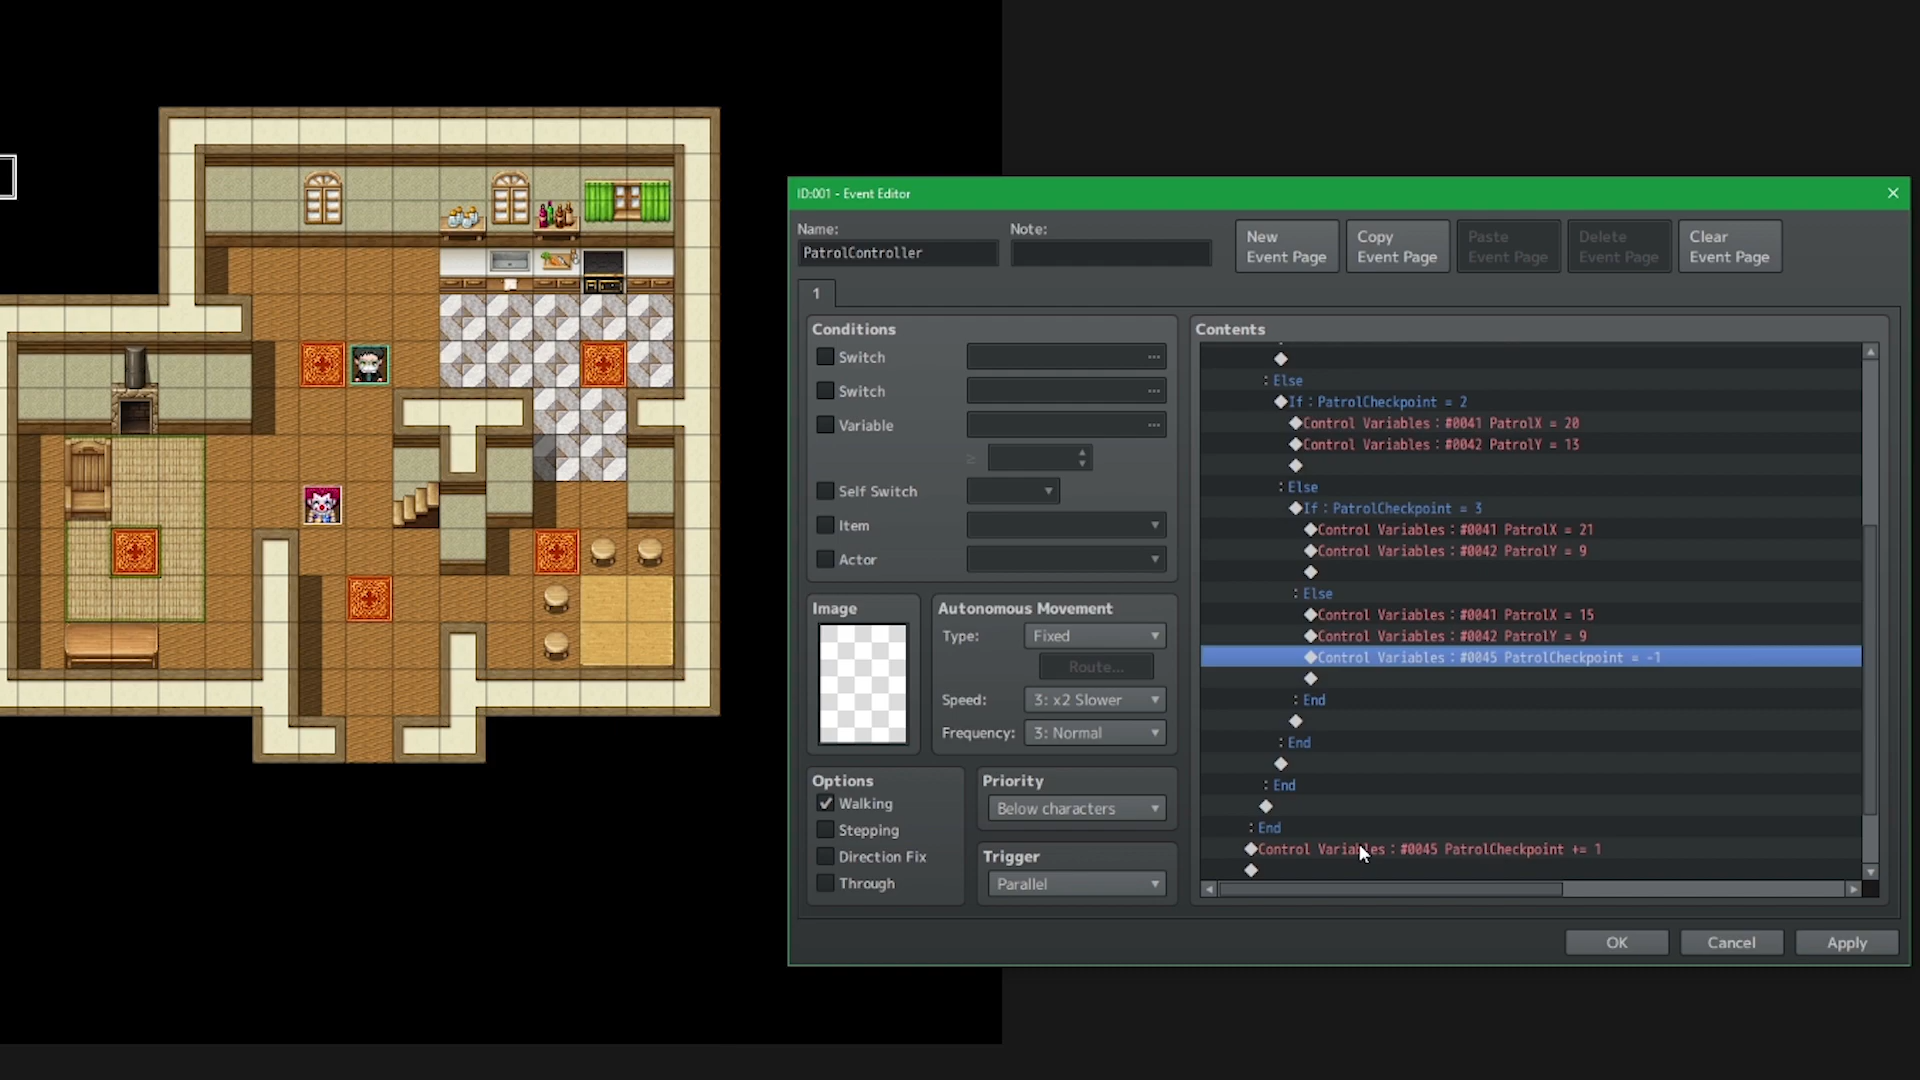 ID:001 - Event Editor
Name:
Note:
PatrolController
New
Event Page
Copy
Event Page
Paste
Event Page
Delete
Event Page
Clear
Event Page
1
Conditions
Switch
Switch
Variable
≥
Self Switch
Item
Actor
Image
Autonomous Movement
Type:
Fixed
Route...
Speed:
3: x2 Slower
Frequency:
3: Normal
Options
Walking
Stepping
Direction Fix
Through
Priority
Below characters
Trigger
Parallel
Contents
◆
: Else
◆If : PatrolCheckpoint = 2
◆Control Variables : #0041 PatrolX = 20
◆Control Variables : #0042 PatrolY = 13
◆
: Else
◆If : PatrolCheckpoint = 3
◆Control Variables : #0041 PatrolX = 21
◆Control Variables : #0042 PatrolY = 9
◆
: Else
◆Control Variables : #0041 PatrolX = 15
◆Control Variables : #0042 PatrolY = 9
◆Control Variables : #0045 PatrolCheckpoint = -1
◆
: End
◆
: End
◆
: End
◆
: End
◆Control Variables : #0045 PatrolCheckpoint += 1
◆
OK
Cancel
Apply